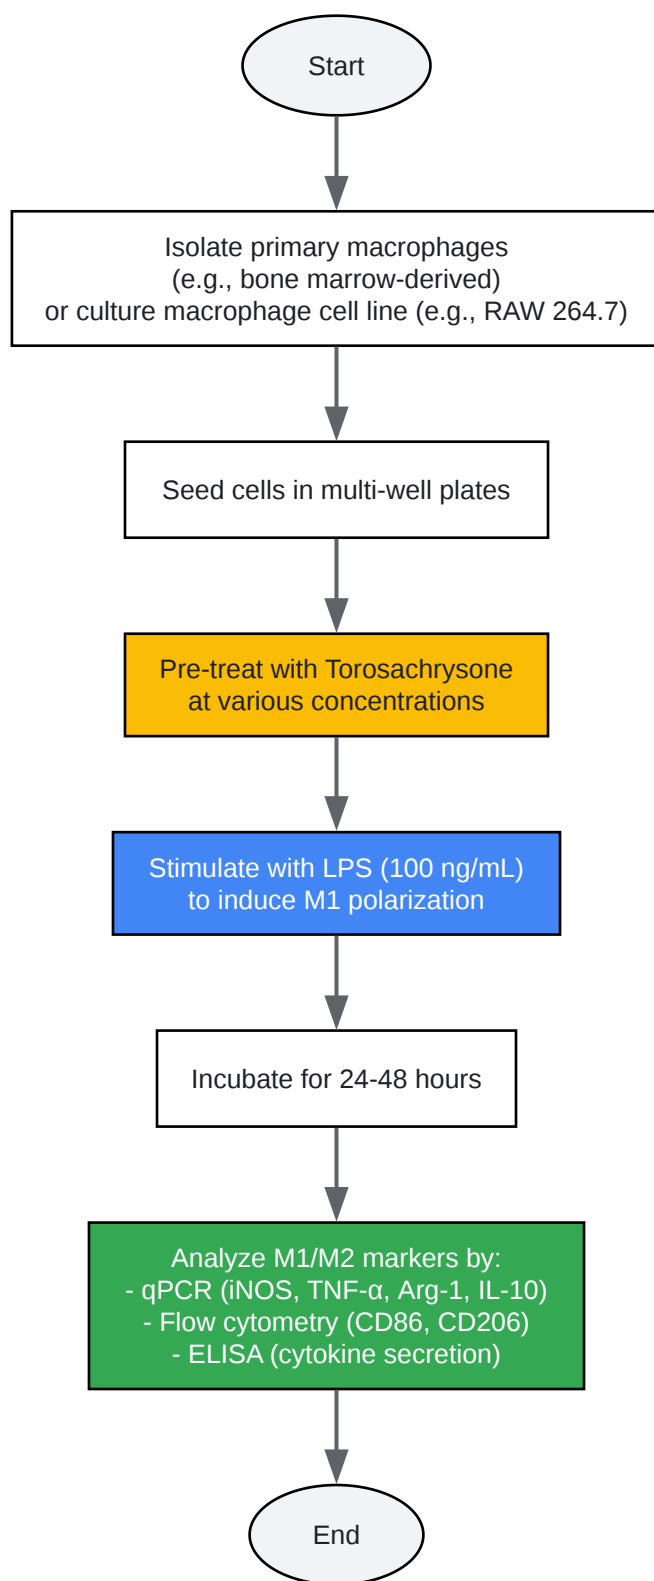 Start
Isolate primary macrophages
(e.g., bone marrow-derived)
or culture macrophage cell line (e.g., RAW 264.7)
Seed cells in multi-well plates
Pre-treat with Torosachrysone
at various concentrations
Stimulate with LPS (100 ng/mL)
to induce M1 polarization
Incubate for 24-48 hours
Analyze M1/M2 markers by:
- qPCR (iNOS, TNF-α, Arg-1, IL-10)
- Flow cytometry (CD86, CD206)
- ELISA (cytokine secretion)
End